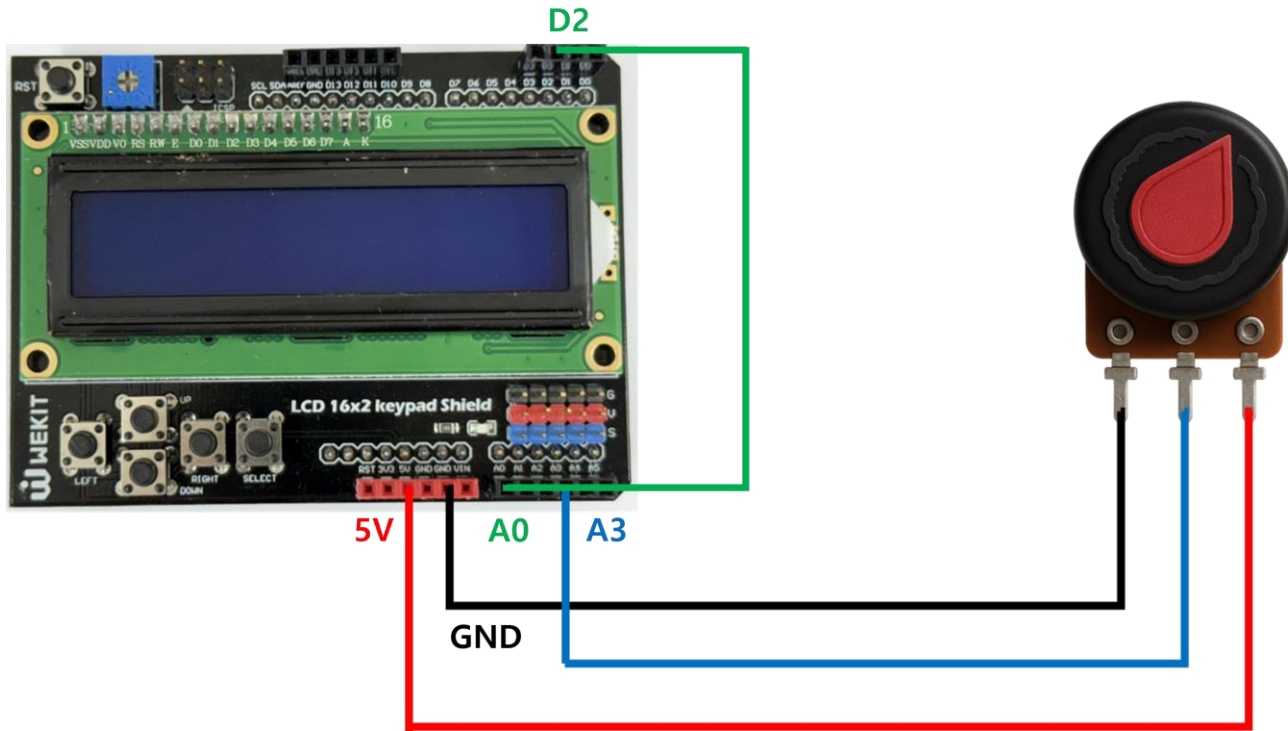 D2
RST
ICSP
SCL SDA AREF GND D13 D12 D11 D10 D9 D8
D7 D6 D5 D4 D3 D2 D1 D0
1
16
VSS VDD VO RS RW E D0 D1 D2 D3 D4 D5 D6 D7 A K
WEKIT
LCD 16x2 keypad Shield
G
V
S
UP
LEFT
RIGHT
SELECT
DOWN
RST 3V3 5V GND GND VIN
A0 A1 A2 A3 A4 A5
5V
A0
A3
GND